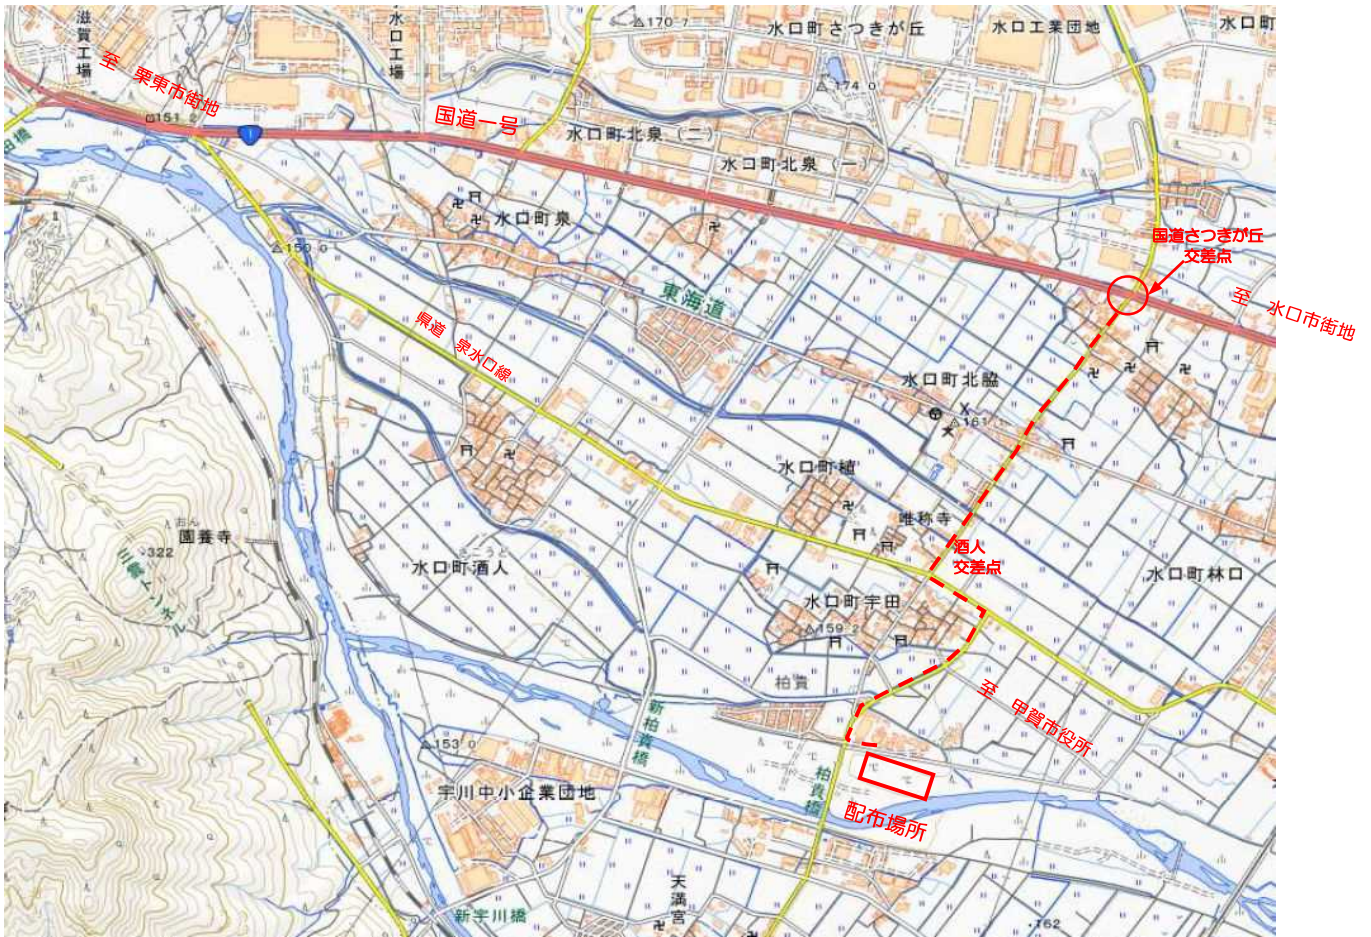 滋賀工場
水口工場
170.7
水口町さつきが丘
水口工業団地
水口町
至 栗東市街地
174.0
151.2
1
国道一号
水口町北泉(二)
水口町北泉(一)
水口町泉
国道さつきが丘
交差点
150.0
東海道
至 水口市街地
県道 泉水口線
水口町北脇
161
水口町植
唯称寺
おん
園養寺
322
さこうど
水口町酒人
酒人
交差点
水口町林口
水口町宇田
159.2
柏貴
至 甲賀市役所
新柏貴橋
153.0
宇川中小企業団地
柏貴橋
配布場所
天満宮
新宇川橋
162